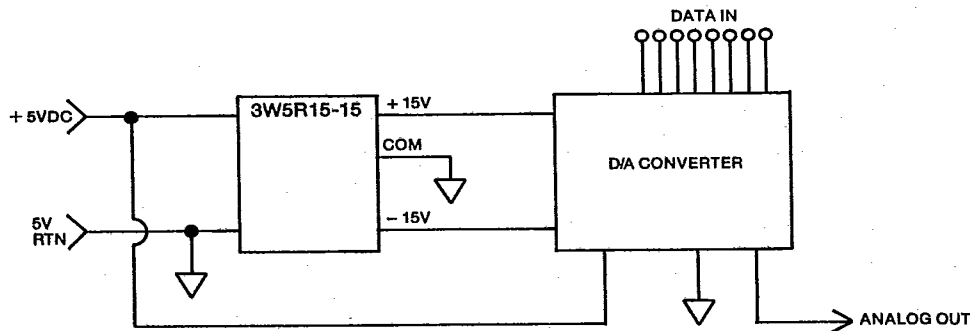 DATA IN
+ 5VDC
3W5R15-15
+ 15V
COM
D/A CONVERTER
5V
RTN
– 15V
ANALOG OUT